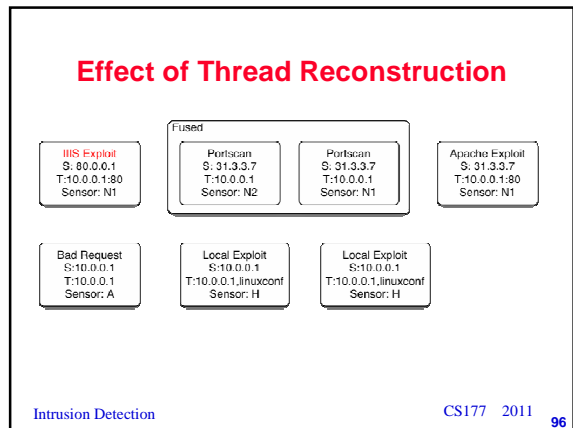 Effect of Thread Reconstruction
Fused
IIIS Exploit
S: 80.0.0.1
T:10.0.0.1:80
Sensor: N1
Portscan
S: 31.3.3.7
T:10.0.0.1
Sensor: N2
Portscan
S: 31.3.3.7
T:10.0.0.1
Sensor: N1
Apache Exploit
S: 31.3.3.7
T:10.0.0.1:80
Sensor: N1
Bad Request
S:10.0.0.1
T:10.0.0.1
Sensor: A
Local Exploit
S:10.0.0.1
T:10.0.0.1,linuxconf
Sensor: H
Local Exploit
S:10.0.0.1
T:10.0.0.1,linuxconf
Sensor: H
Intrusion Detection
CS177 2011
96